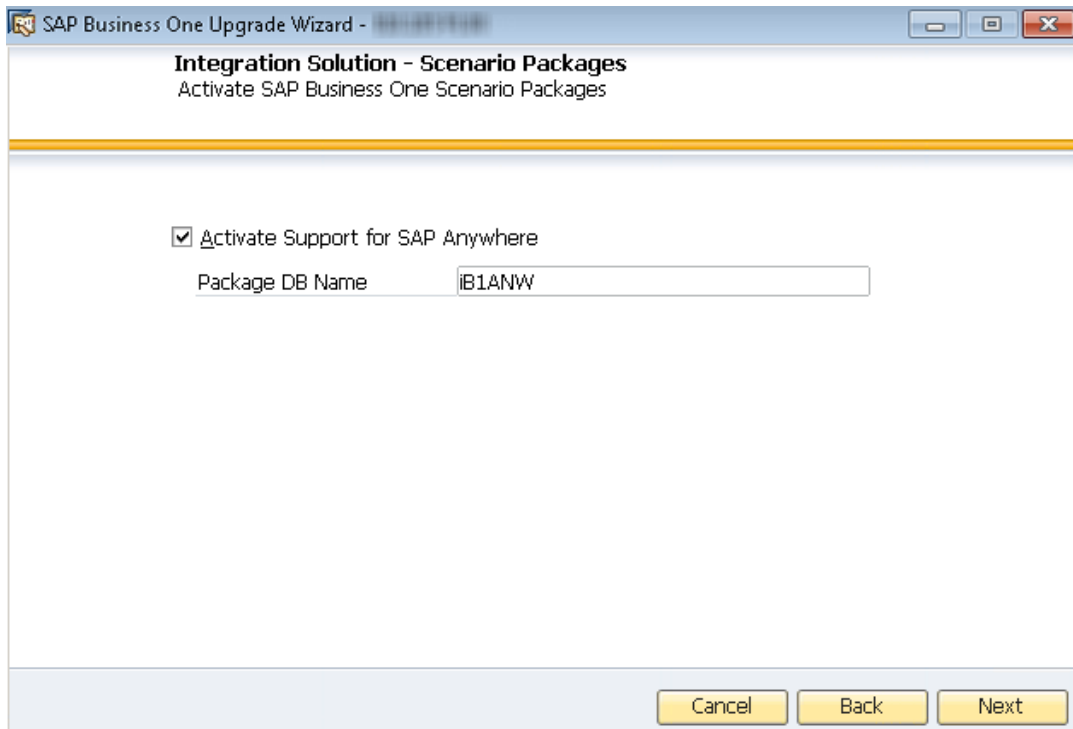 SAP Business One Upgrade Wizard -
Integration Solution - Scenario Packages
Activate SAP Business One Scenario Packages
Activate Support for SAP Anywhere
Package DB Name iB1ANW
Cancel Back Next